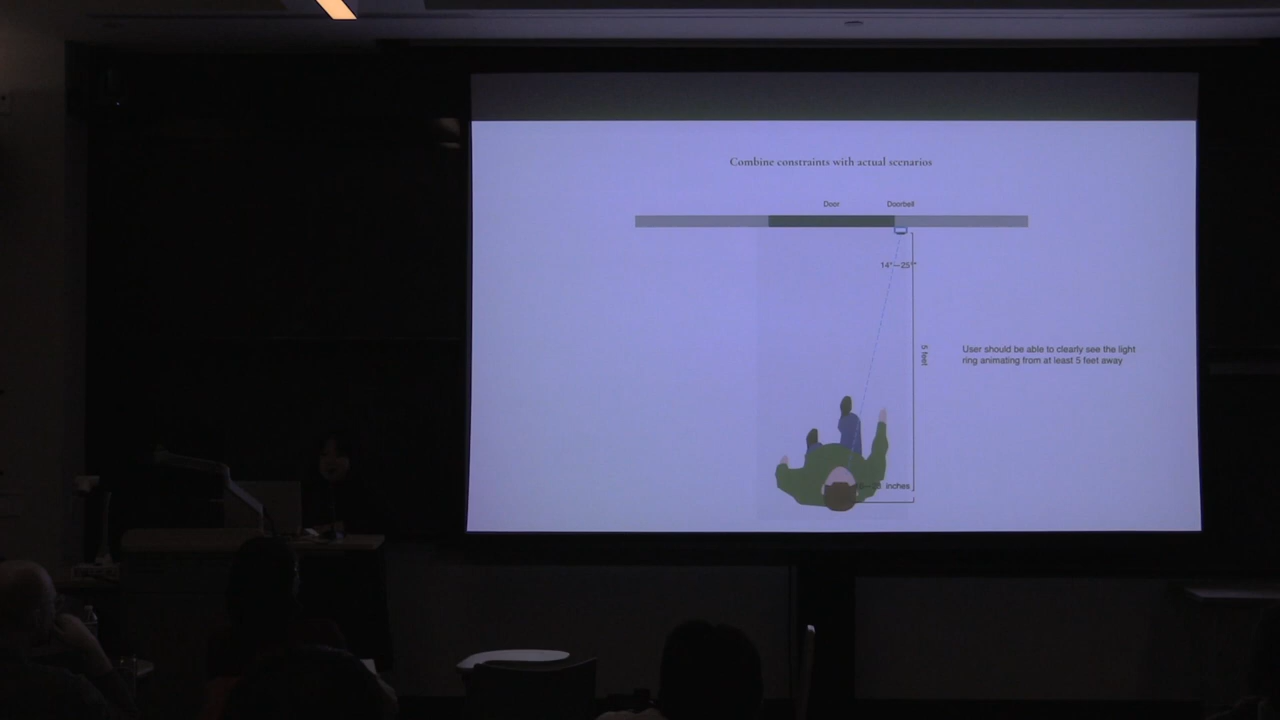 Combine constraints with actual scenarios
Door
Doorbell
14°—25°
5 feet
User should be able to clearly see the light
ring animating from at least 5 feet away
inches